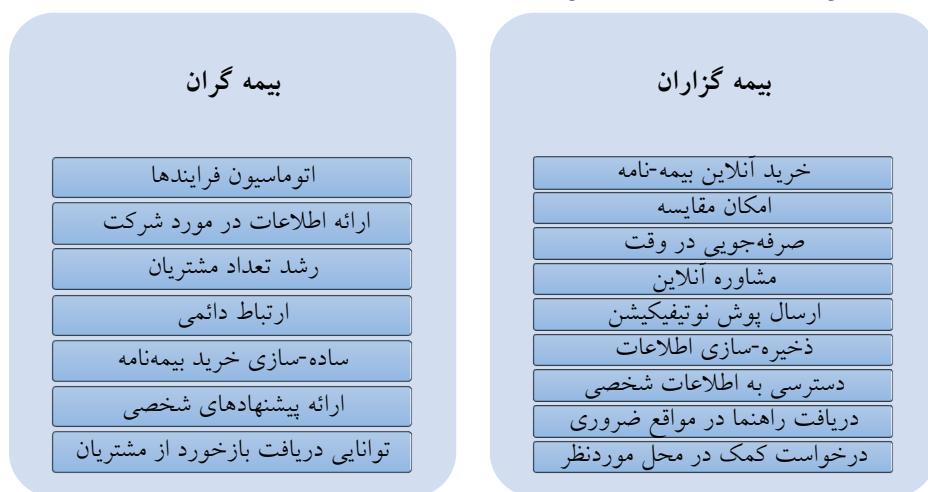 بیمه گزاران
خرید آنلاین بیمه-نامه
امکان مقایسه
صرفه‌جویی در وقت
مشاوره آنلاین
ارسال پوش نوتیفیکیشن
ذخیره-سازی اطلاعات
دسترسی به اطلاعات شخصی
دریافت راهنما در مواقع ضروری
درخواست کمک در محل موردنظر
بیمه گران
اتوماسیون فرایندها
ارائه اطلاعات در مورد شرکت
رشد تعداد مشتریان
ارتباط دائمی
ساده-سازی خرید بیمه‌نامه
ارائه پیشنهادهای شخصی
توانایی دریافت بازخورد از مشتریان